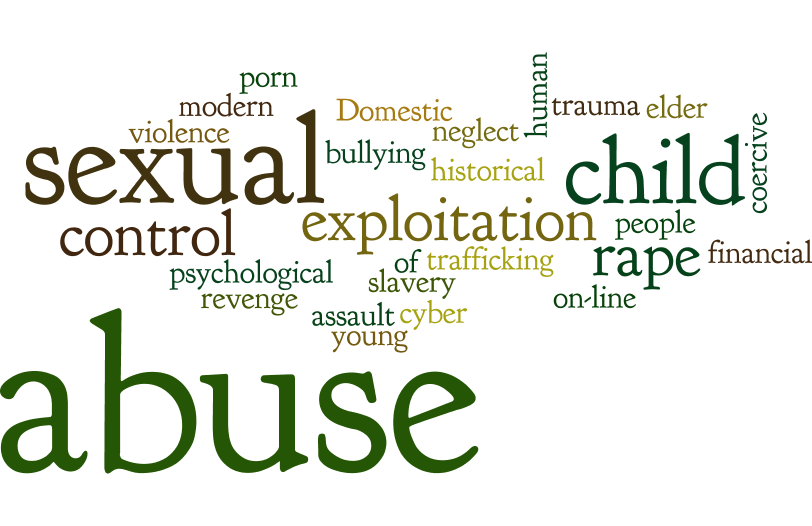 porn
modern
Domestic
human
trauma
elder
coercive
violence
neglect
sexual
bullying
historical
child
control
exploitation
people
rape
financial
psychological
of
trafficking
slavery
revenge
on-line
assault
cyber
young
abuse